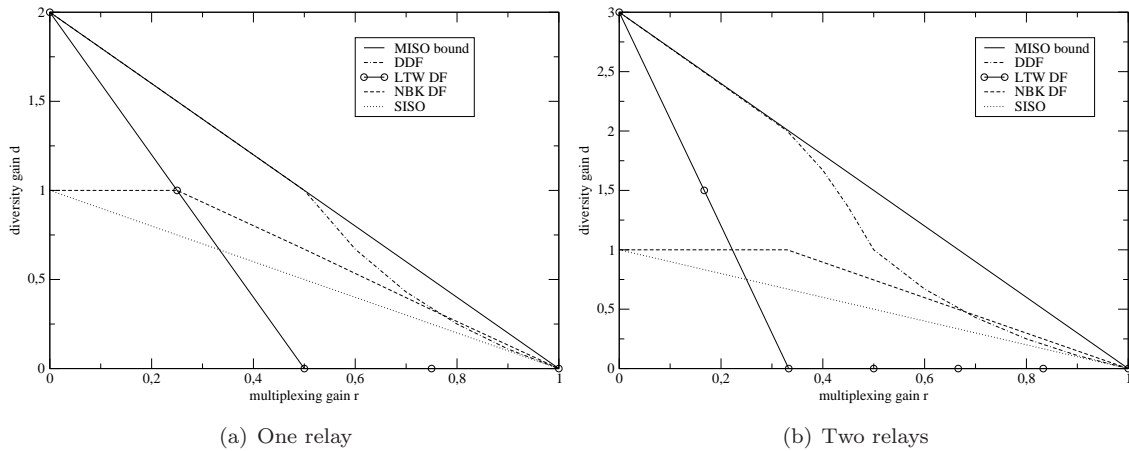 2
1,5
1
0,5
0
0
0,2
0,4
0,6
0,8
1
diversity gain d
multiplexing gain r
MISO bound
DDF
LTW DF
NBK DF
SISO
(a) One relay
3
2,5
2
1,5
1
0,5
0
0
0,2
0,4
0,6
0,8
1
diversity gain d
multiplexing gain r
MISO bound
DDF
LTW DF
NBK DF
SISO
(b) Two relays